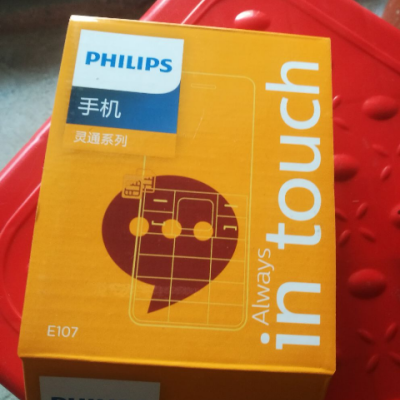 PHILIPS
手机
灵通系列
Always
in touch
E107
PHILIPS